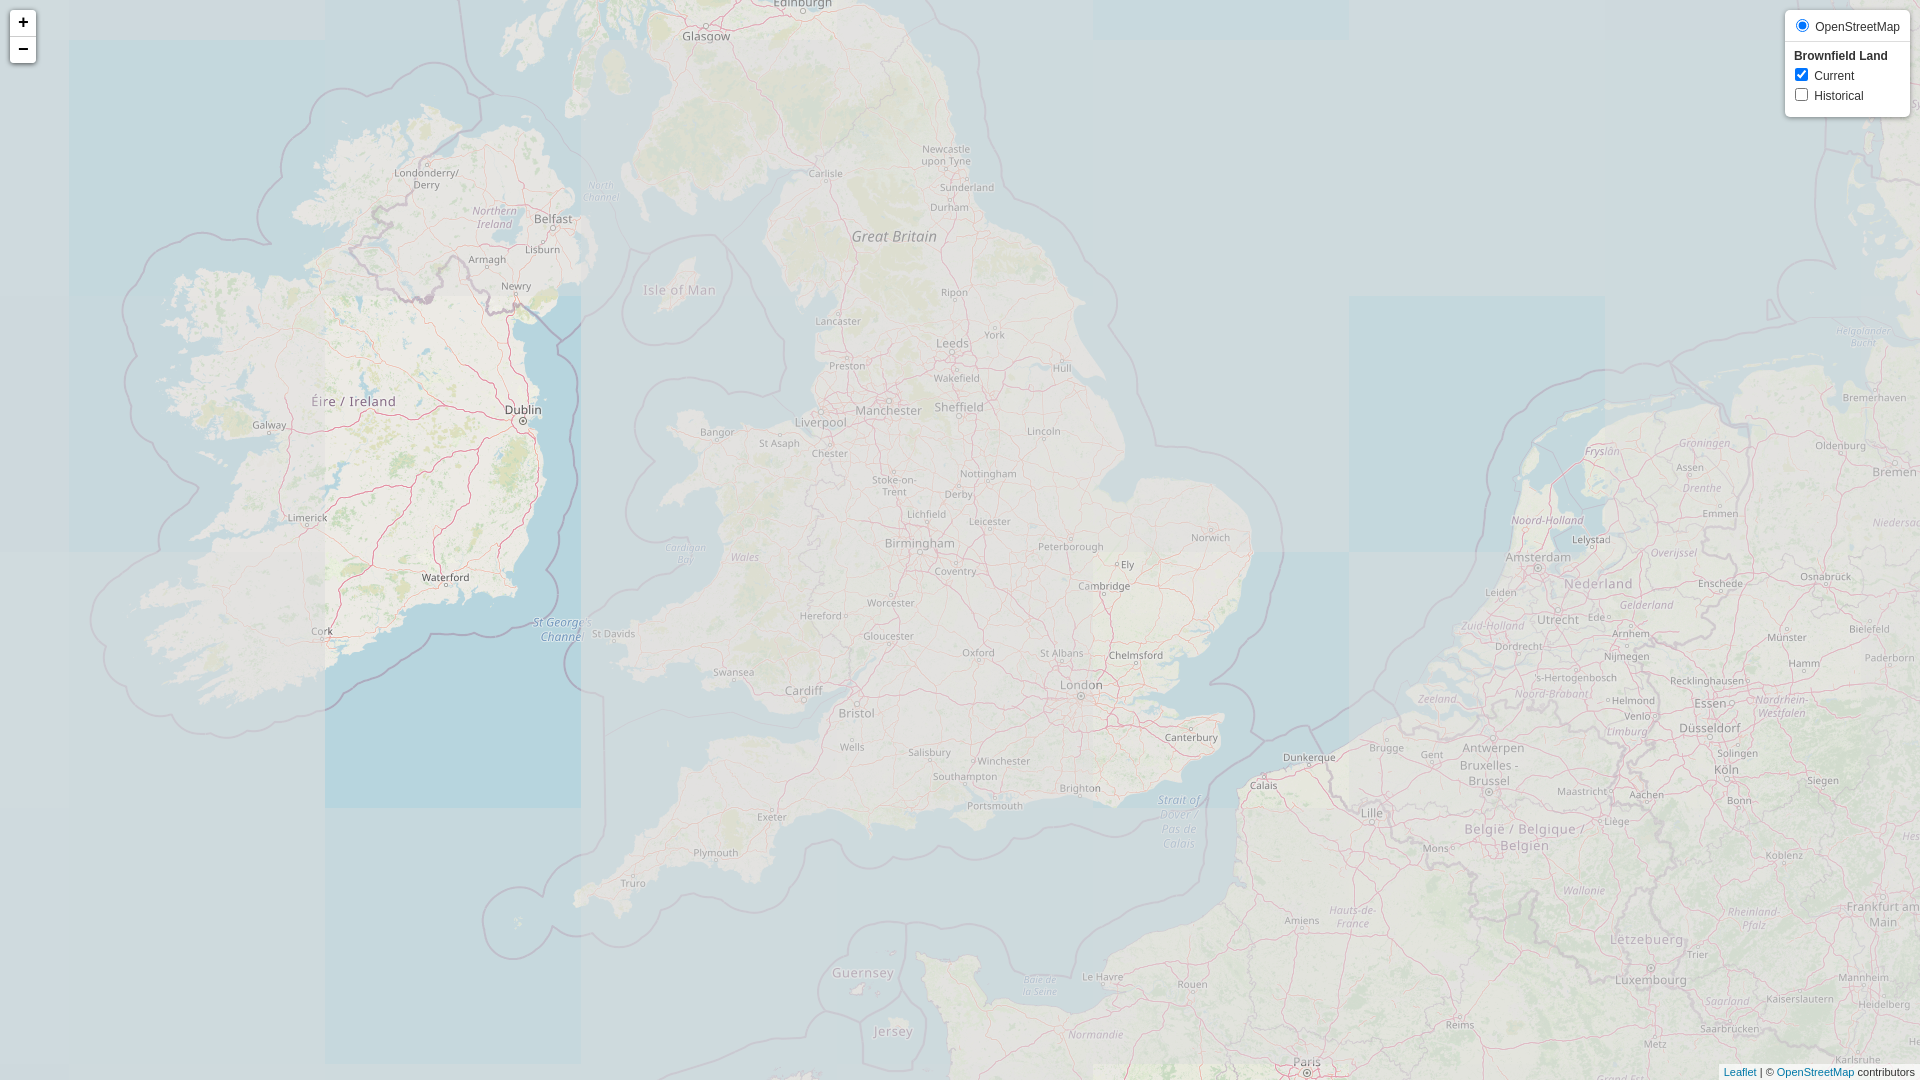 +
−
OpenStreetMap
Brownfield Land
Current
Historical
Edinburgh
Glasgow
Londonderry/
Derry
Northern
Ireland
Belfast
Lisburn
Armagh
Newry
North
Channel
Newcastle
upon Tyne
Carlisle
Sunderland
Durham
Great Britain
Isle of Man
Ripon
Lancaster
York
Leeds
Preston
Hull
Wakefield
Éire / Ireland
Dublin
Galway
Manchester
Sheffield
Liverpool
Bangor
St Asaph
Chester
Lincoln
Nottingham
Stoke-on-
Trent
Derby
Limerick
Lichfield
Leicester
Norwich
Birmingham
Peterborough
Cardigan
Bay
Wales
Ely
Coventry
Cambridge
Waterford
Worcester
Hereford
Cork
St George's
Channel
St Davids
Gloucester
Oxford
St Albans
Chelmsford
Swansea
Cardiff
London
Bristol
Wells
Salisbury
Winchester
Canterbury
Southampton
Portsmouth
Brighton
Strait of
Dover /
Pas de
Calais
Exeter
Plymouth
Truro
Guernsey
Jersey
Baie de
la Seine
Le Havre
Rouen
Normandie
Amiens
Hauts-de-
France
Paris
Reims
Dunkerque
Calais
Lille
Helgoländer
Bucht
Bremerhaven
Groningen
Oldenburg
Fryslân
Assen
Bremen
Drenthe
Emmen
Noord-Holland
Niedersac
Lelystad
Amsterdam
Overijssel
Nederland
Enschede
Osnabrück
Leiden
Gelderland
Utrecht
Ede
Zuid-Holland
Arnhem
Bielefeld
Münster
Dordrecht
Nijmegen
Hamm
Paderborn
's-Hertogenbosch
Recklinghausen
Zeeland
Noord-Brabant
Helmond
Essen
Nordrhein-
Westfalen
Venlo
Düsseldorf
Limburg
Brugge
Gent
Antwerpen
Solingen
Bruxelles -
Brussel
Köln
Siegen
Maastricht
Aachen
Bonn
Liège
België / Belgique /
Belgien
Mons
Koblenz
Wallonie
Rheinland-
Pfalz
Frankfurt am
Main
Lëtzebuerg
Trier
Luxembourg
Mannheim
Saarland
Kaiserslautern
Heidelberg
Saarbrücken
Metz
Karlsruhe
Grand Est
Leaflet | © OpenStreetMap contributors